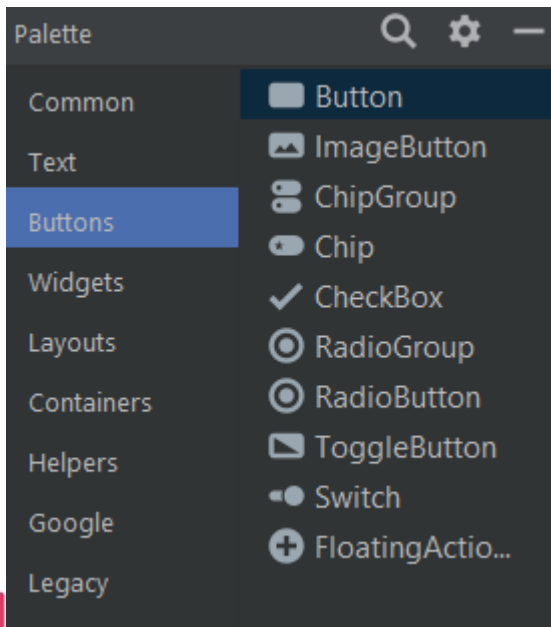 Palette
Common
Text
Buttons
Widgets
Layouts
Containers
Helpers
Google
Legacy
Button
ImageButton
ChipGroup
Chip
CheckBox
RadioGroup
RadioButton
ToggleButton
Switch
FloatingActio...